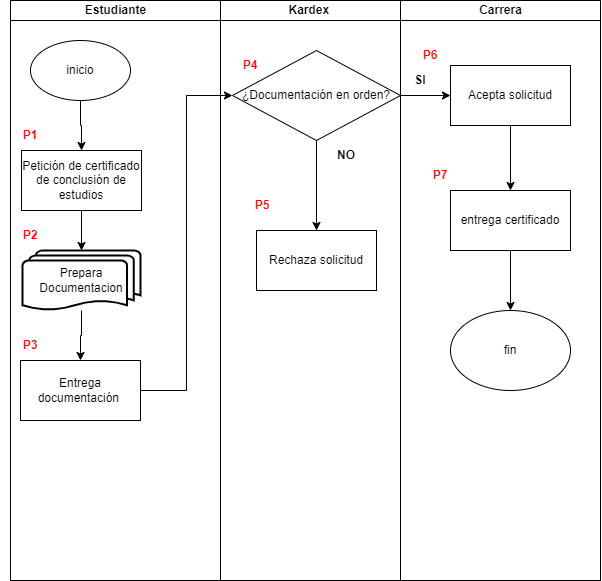 Estudiante
Kardex
Carrera
inicio
P1
Petición de certificado
de conclusión de
estudios
P2
Prepara
Documentacion
P3
Entrega
documentación
P4
¿Documentación en orden?
SI
NO
P5
Rechaza solicitud
P6
Acepta solicitud
P7
entrega certificado
fin